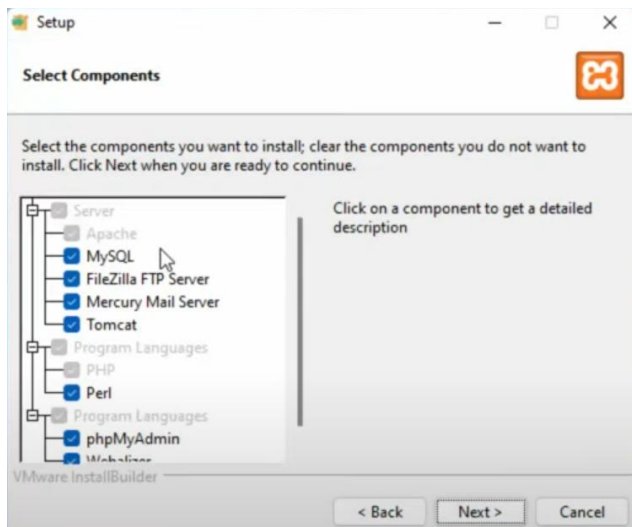 Setup
Select Components
Select the components you want to install; clear the components you do not want to
install. Click Next when you are ready to continue.
Server
Apache
MySQL
FileZilla FTP Server
Mercury Mail Server
Tomcat
Program Languages
PHP
Perl
Program Languages
phpMyAdmin
Webalizer
Click on a component to get a detailed
description
VMware InstallBuilder
< Back
Next >
Cancel